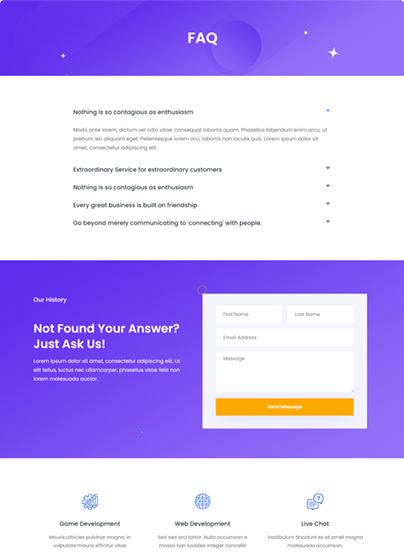 FAQ
Nothing is so contagious as enthusiasm
Morbi ante lorem, dictum vel odio vitae, consequat lobortis quam. Phasellus bibendum enim arcu, ut
pretium leo aliquam eget. Pellentesque lorem orci, lobortis non iaculis quis. Lorem ipsum dolor sit
amet, consectetur adipiscing elit.
Extraordinary Service for extraordinary customers
Nothing is so contagious as enthusiasm
Every great business is built on friendship
Go beyond merely communicating to 'connecting' with people.
Our History
Not Found Your Answer?
Just Ask Us!
Lorem ipsum dolor sit amet, consectetur adipiscing elit. Ut
elit tellus, luctus nec ullamcorper, phasellus vitae felis non
lorem malesuada auctor.
First Name
Last Name
Email Address
Message
Send Message
Game Development
Mauris ultricies pulvinar magna, in
vulputate mauris efficitur vitae
Web Development
Sed sed orci tortor. Nulla accumsan a
massa non sodales. Integer convallis
Live Chat
Vestibulum tincidunt ex sit amet magna
malesuada accumsan.